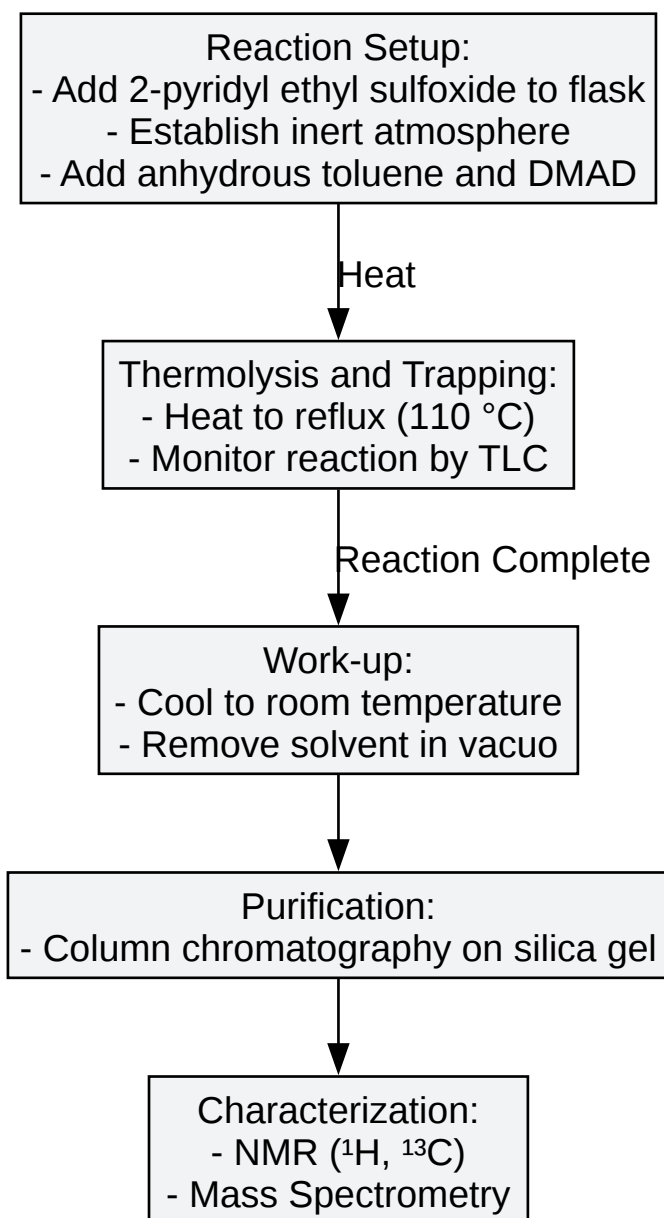 Reaction Setup:
- Add 2-pyridyl ethyl sulfoxide to flask
- Establish inert atmosphere
- Add anhydrous toluene and DMAD
Heat
Thermolysis and Trapping:
- Heat to reflux (110 °C)
- Monitor reaction by TLC
Reaction Complete
Work-up:
- Cool to room temperature
- Remove solvent in vacuo
Purification:
- Column chromatography on silica gel
Characterization:
- NMR (¹H, ¹³C)
- Mass Spectrometry